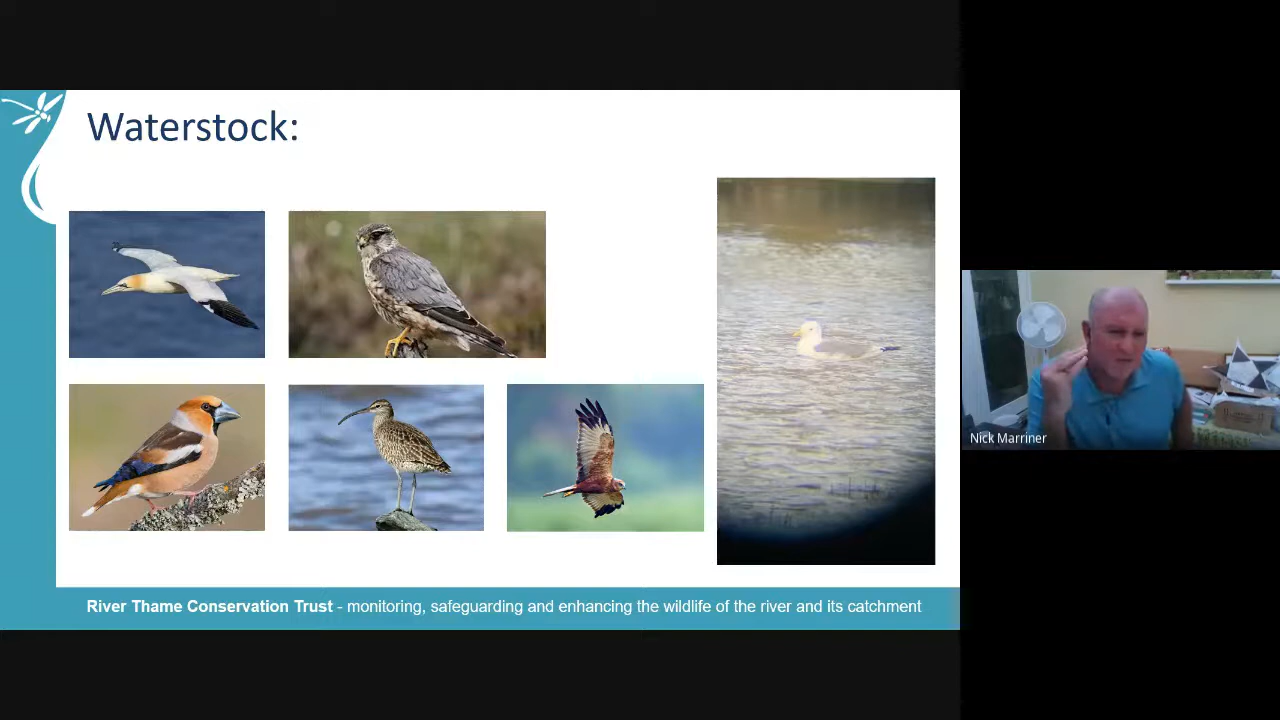 Waterstock:
Nick Marriner
River Thame Conservation Trust - monitoring, safeguarding and enhancing the wildlife of the river and its catchment